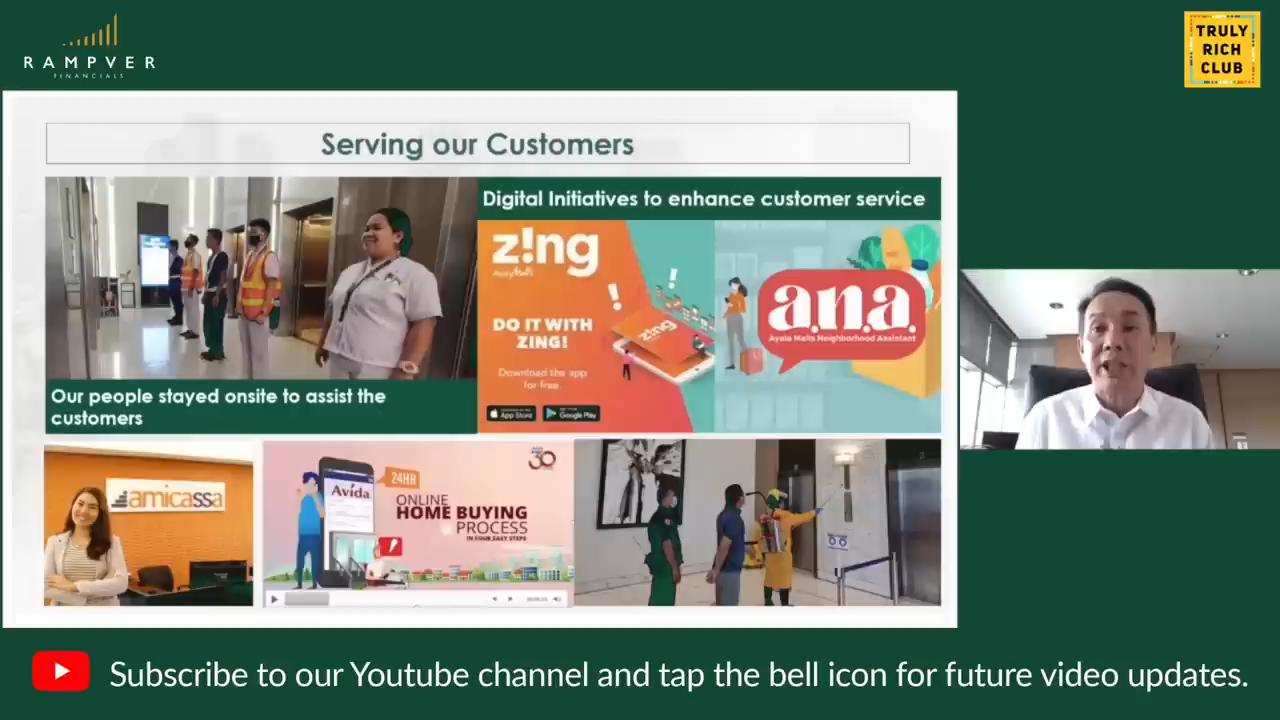 RAMPVER
FINANCIALS
TRULY
RICH
CLUB
Serving our Customers
Our people stayed onsite to assist the
customers
Digital Initiatives to enhance customer service
z!ng
DO IT WITH
ZING!
Download the app
for free.
App Store
Google Play
zing
a.n.a.
Ayala Malls Neighborhood Assistant
amicassa
Avida
24HR
ONLINE
HOME BUYING
PROCESS
IN FOUR EASY STEPS
30
Subscribe to our Youtube channel and tap the bell icon for future video updates.